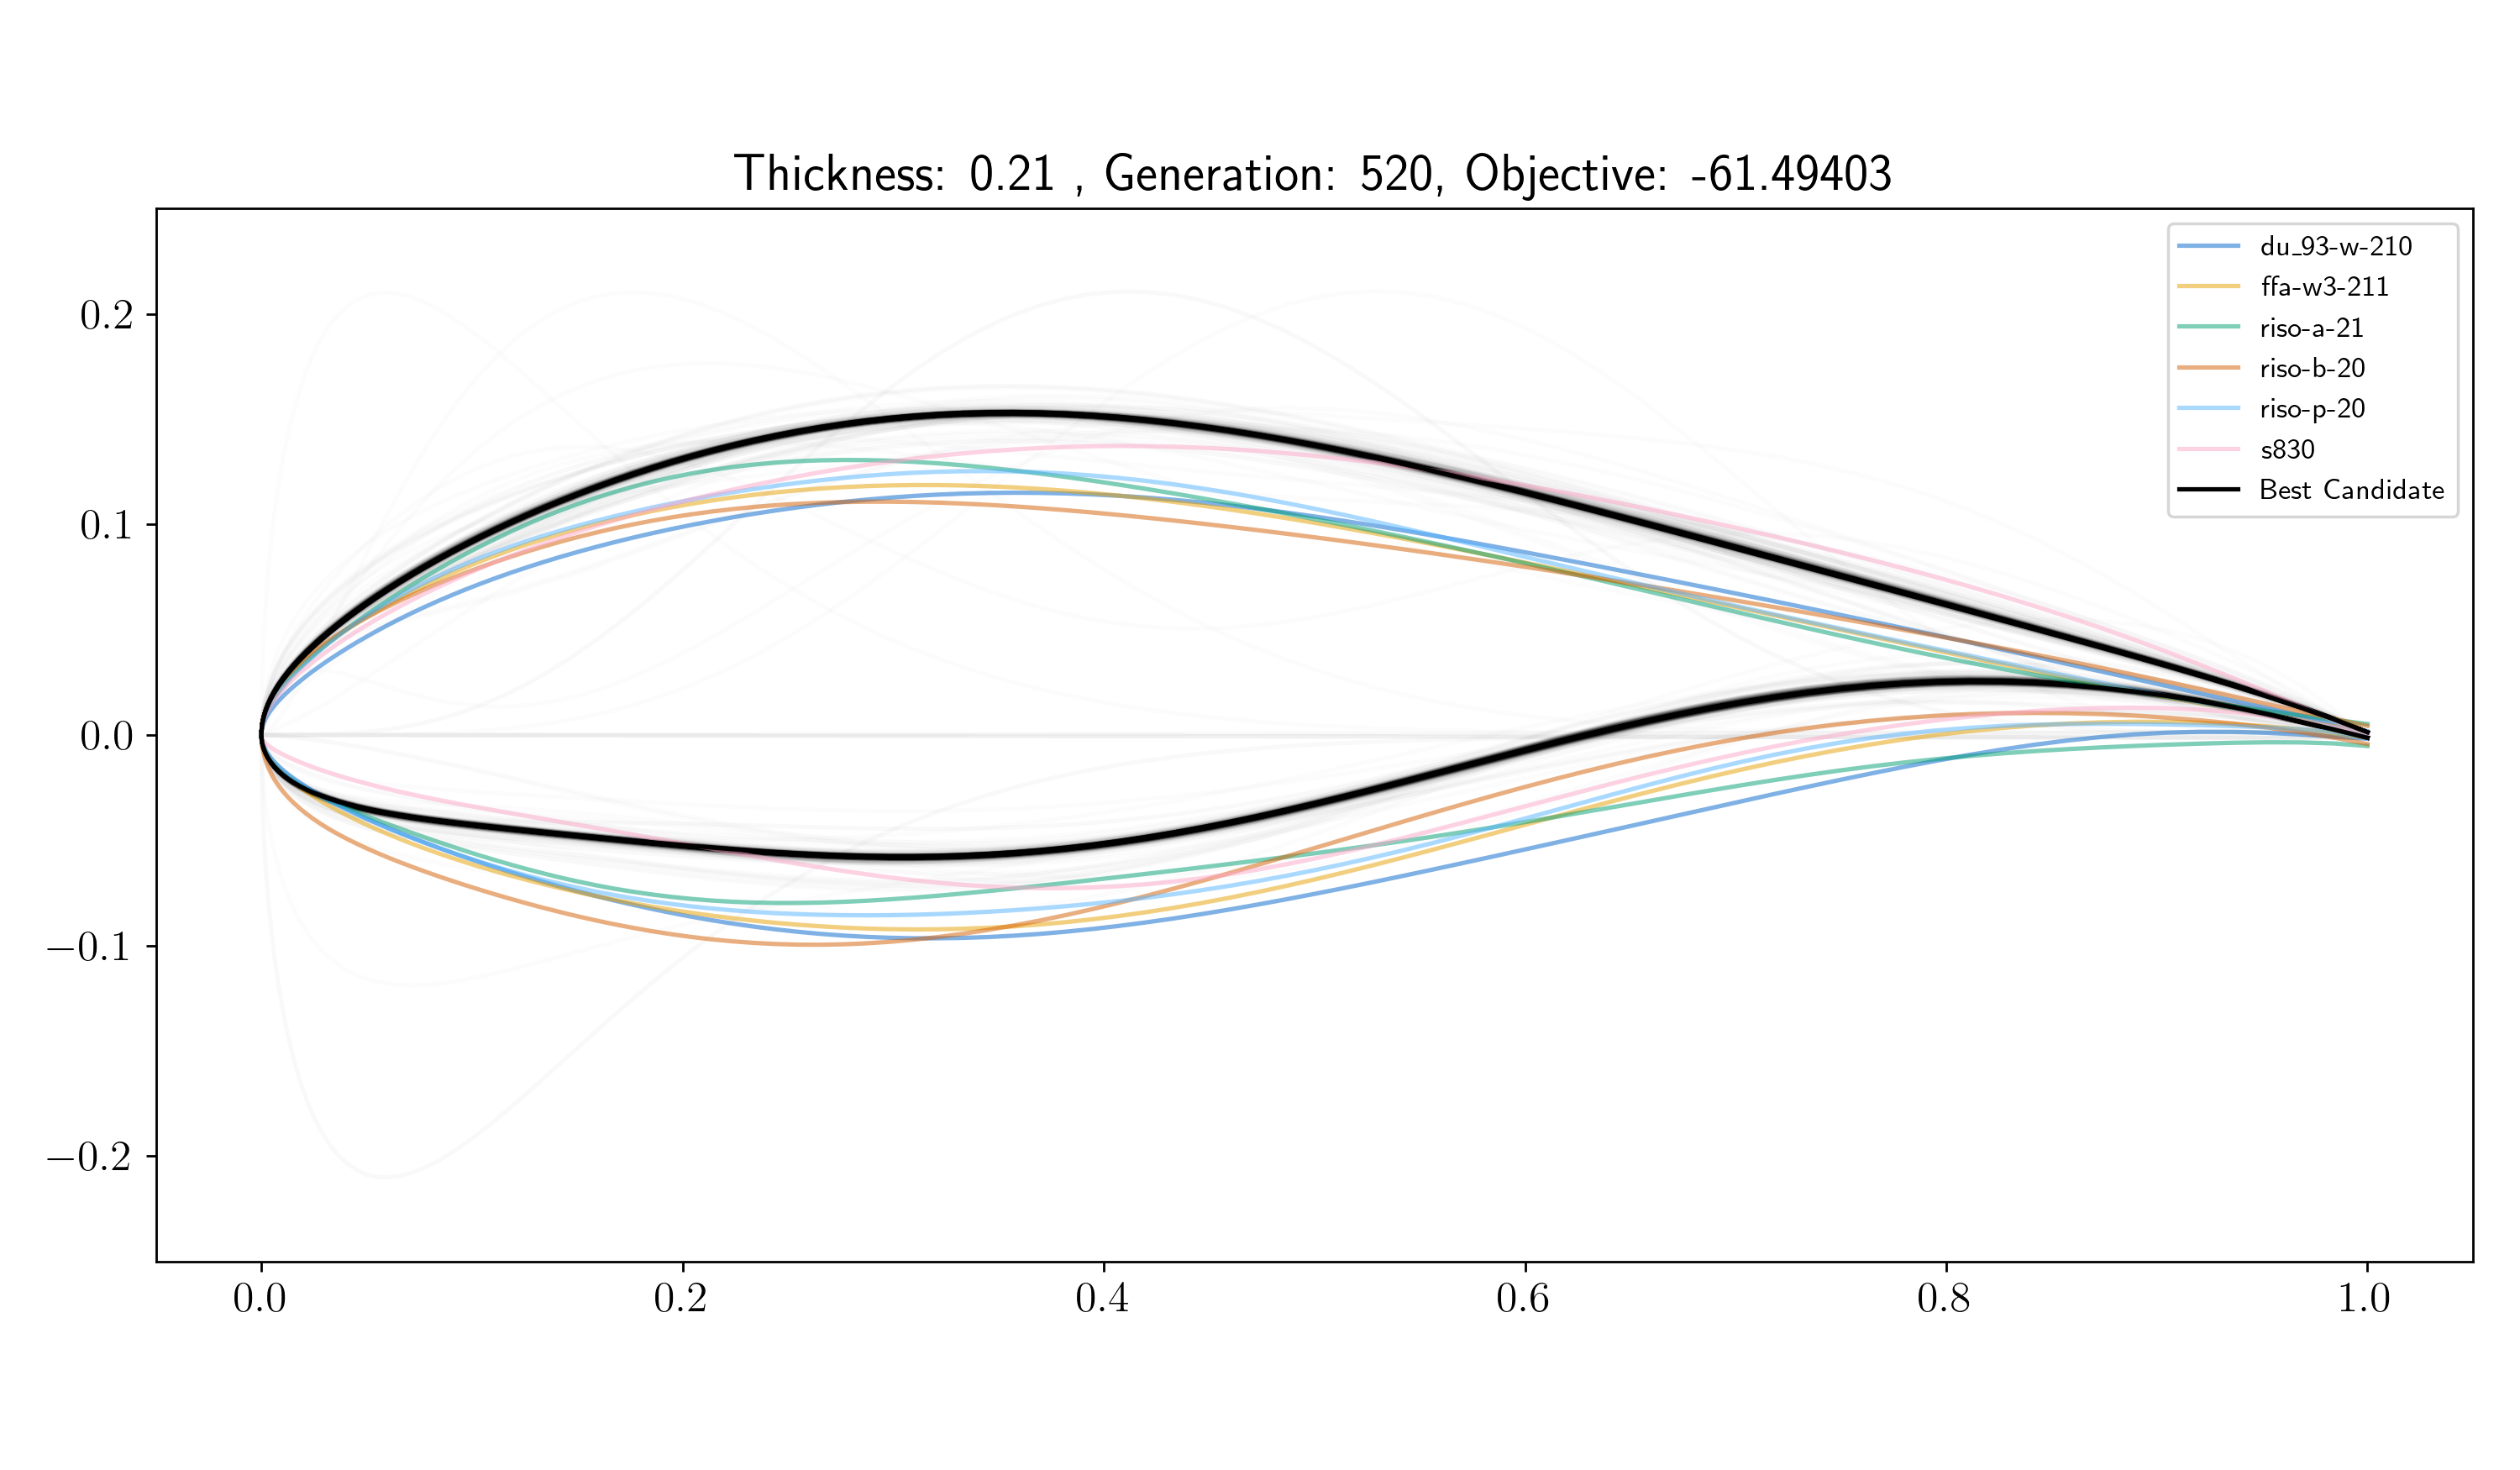 Thickness: 0.21 , Generation: 520, Objective: -61.49403
du_93-w-210
ffa-w3-211
riso-a-21
riso-b-20
riso-p-20
s830
Best Candidate
0.2
0.1
0.0
−0.1
−0.2
0.0 0.2 0.4 0.6 0.8 1.0